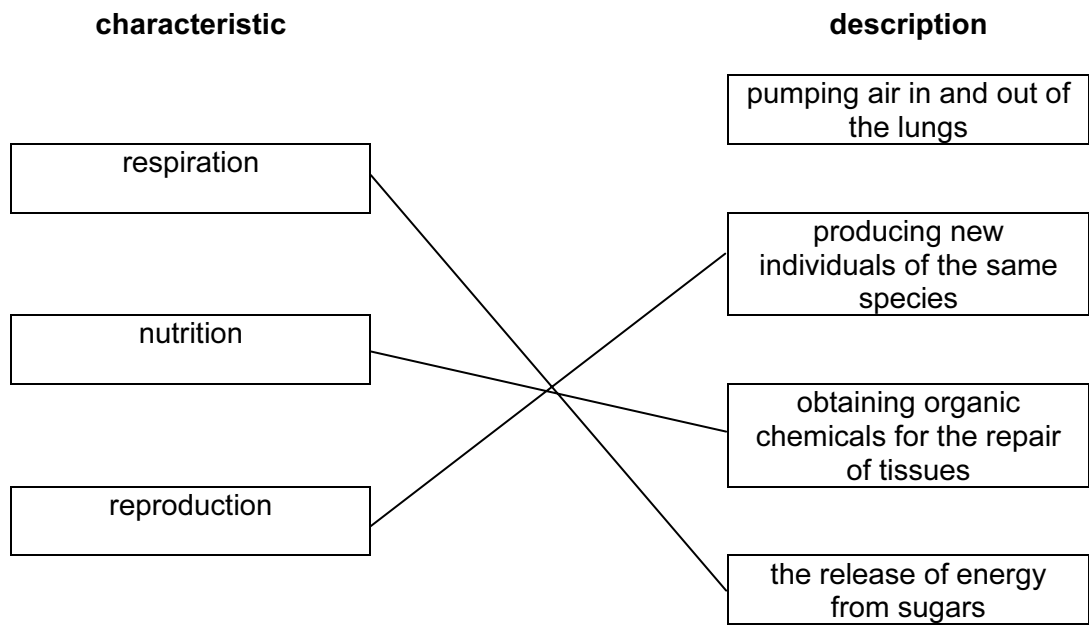 characteristic
description
pumping air in and out of
the lungs
respiration
producing new
individuals of the same
species
nutrition
obtaining organic
chemicals for the repair
of tissues
reproduction
the release of energy
from sugars